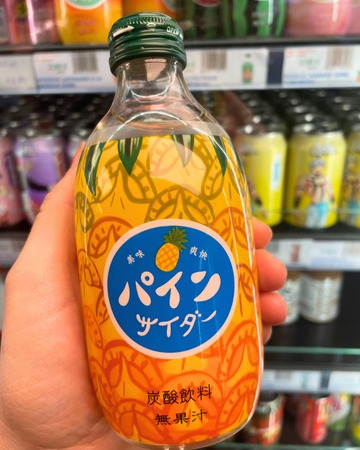 美味 爽快
パイン
サイダー
炭酸飲料
無果汁